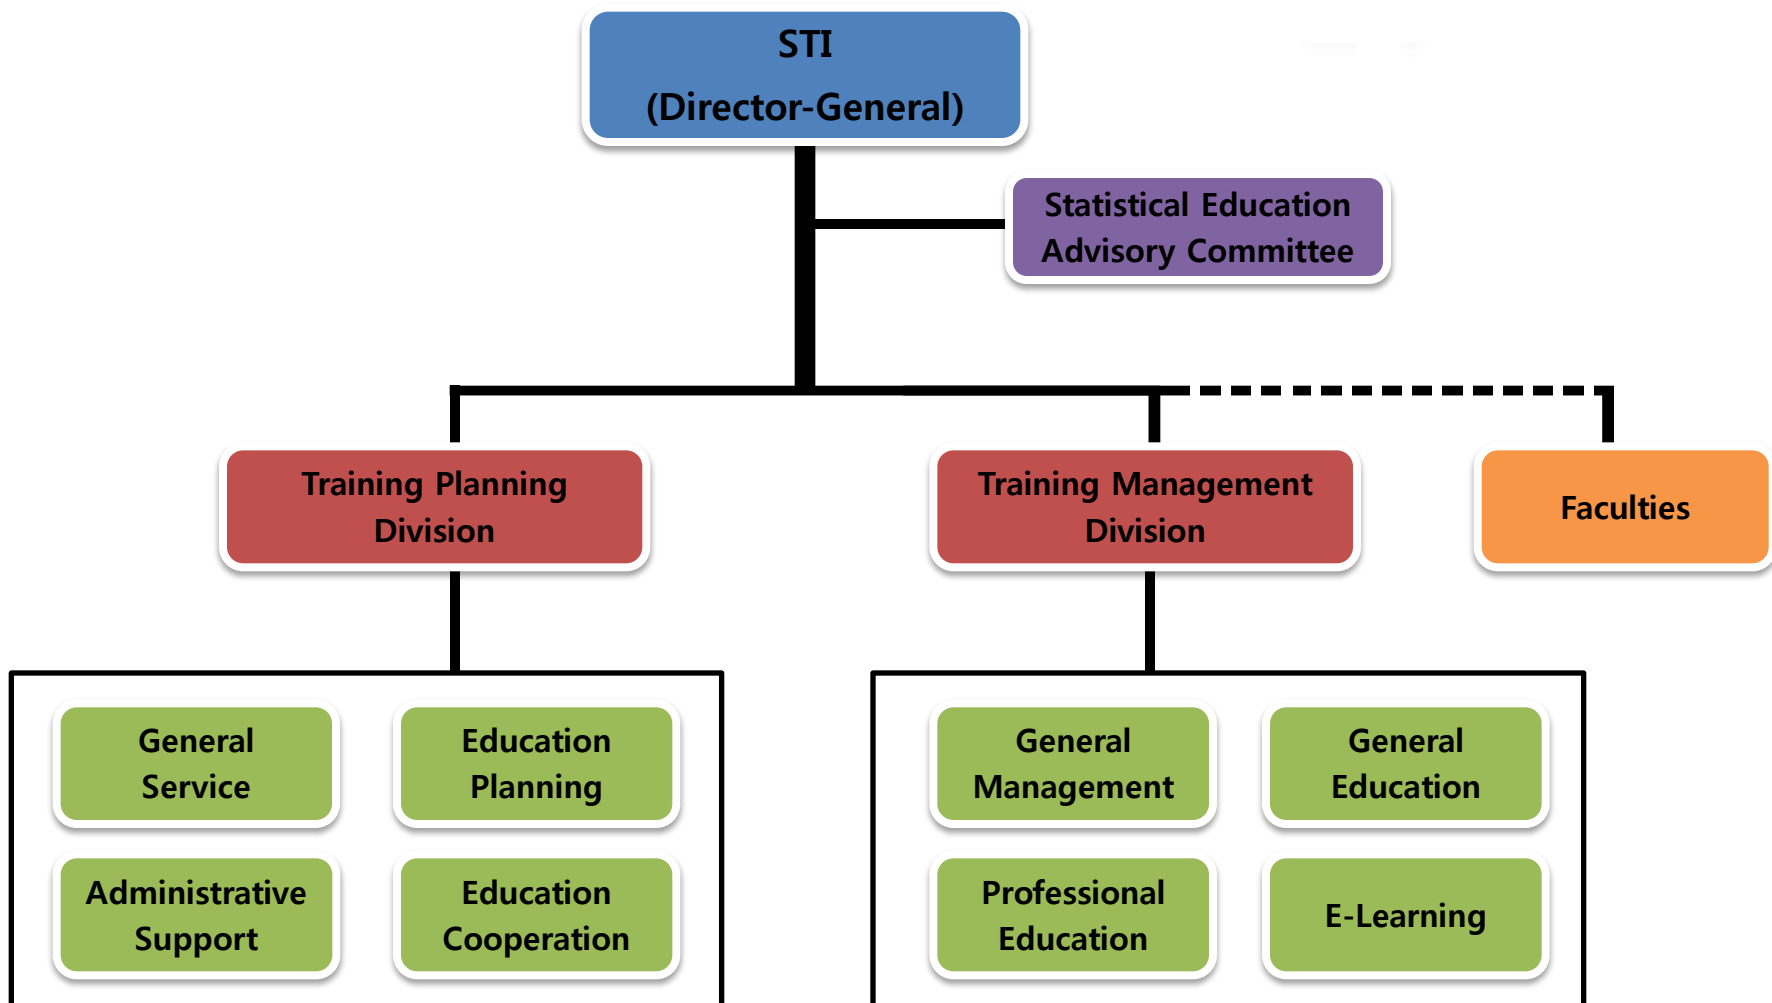 STI
(Director-General)
Statistical Education
Advisory Committee
Training Planning
Division
Training Management
Division
Faculties
General
Service
Education
Planning
Administrative
Support
Education
Cooperation
General
Management
General
Education
Professional
Education
E-Learning